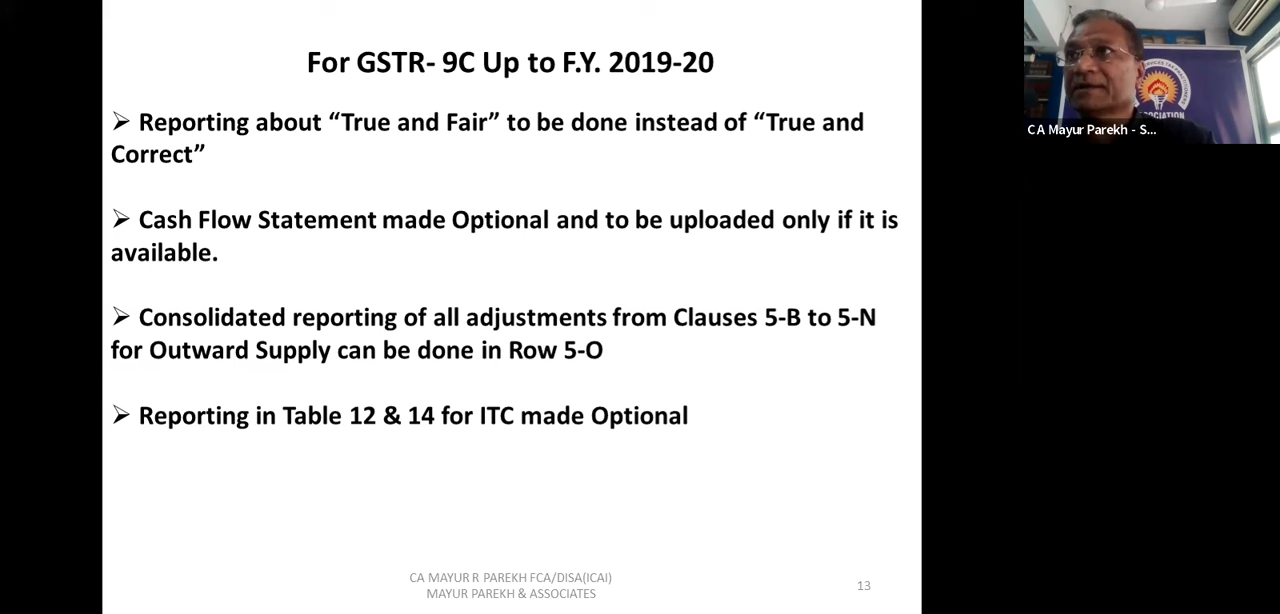 For GSTR- 9C Up to F.Y. 2019-20
➢ Reporting about “True and Fair” to be done instead of “True and
Correct”
➢ Cash Flow Statement made Optional and to be uploaded only if it is
available.
➢ Consolidated reporting of all adjustments from Clauses 5-B to 5-N
for Outward Supply can be done in Row 5-O
➢ Reporting in Table 12 & 14 for ITC made Optional
CA MAYUR R PAREKH FCA/DISA(ICAI)
MAYUR PAREKH & ASSOCIATES
13
CA Mayur Parekh - S...